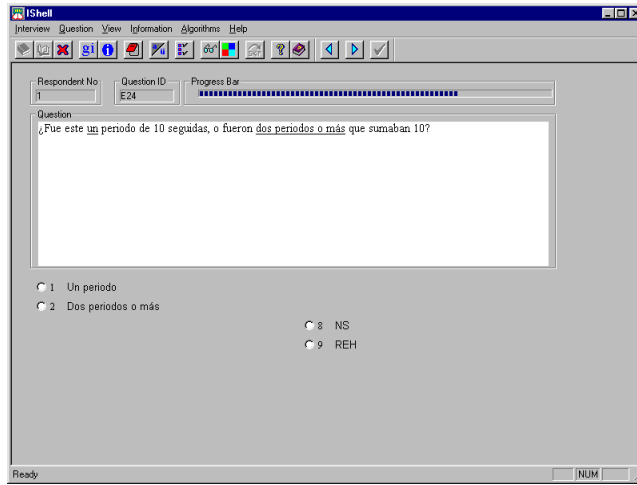 IShell
Interview Question View Information Algorithms Help
gi
Respondent No
Question ID
Progress Bar
1
E24
Question
¿Fue este un periodo de 10 seguidas, o fueron dos periodos o más que sumaban 10?
1 Un periodo
2 Dos periodos o más
8 NS
9 REH
Ready
NUM